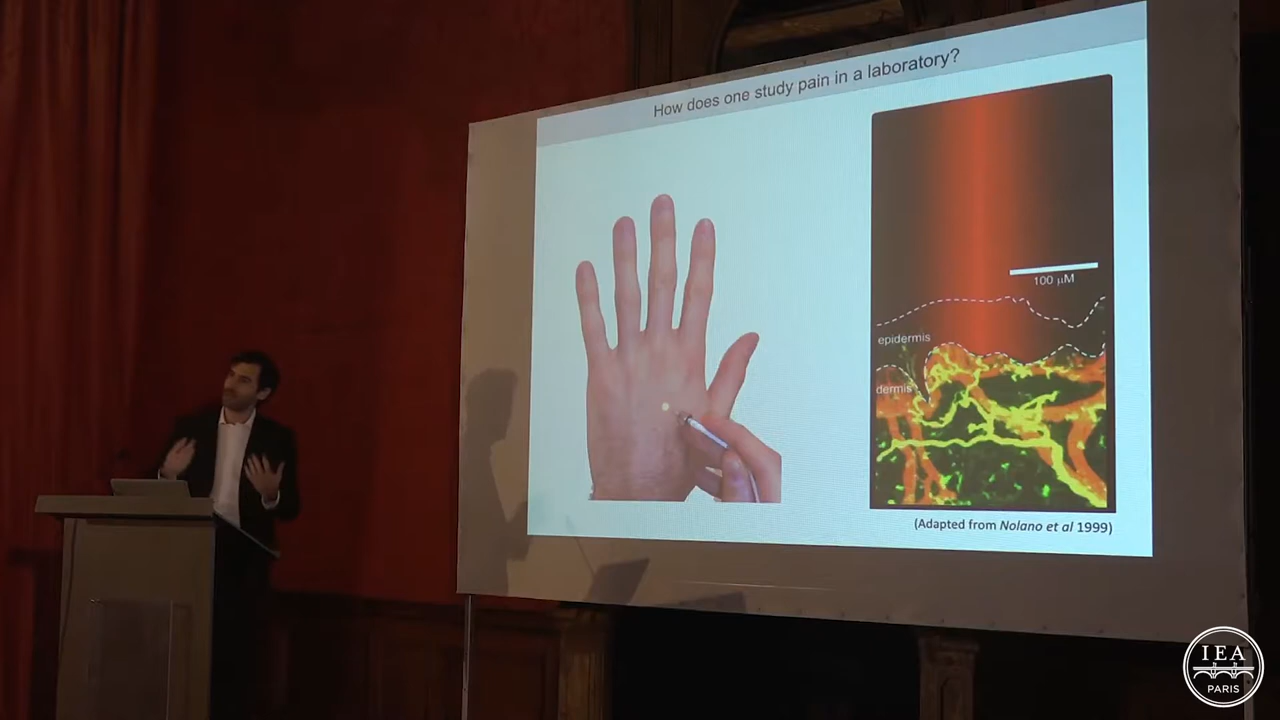 How does one study pain in a laboratory?
100 μM
epidermis
dermis
(Adapted from Nolano et al 1999)
IEA
PARIS